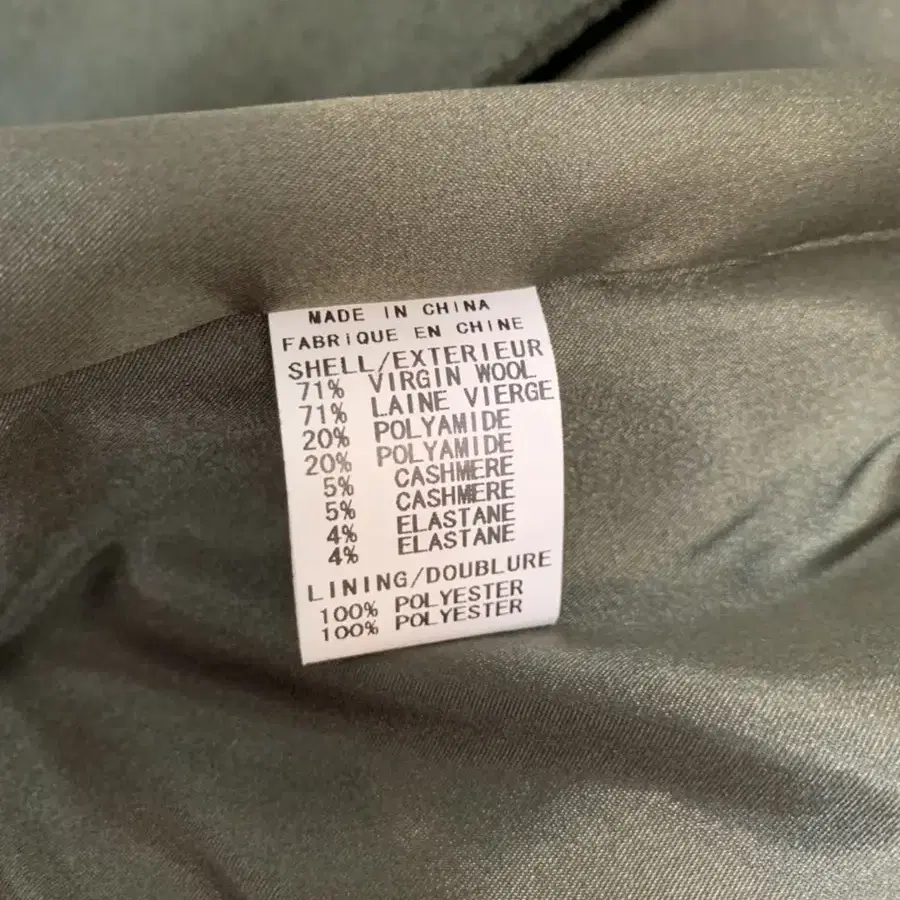 MADE IN CHINA
FABRIQUE EN CHINE
SHELL/EXTERIEUR
71% VIRGIN WOOL
71% LAINE VIERGE
20% POLYAMIDE
20% POLYAMIDE
5% CASHMERE
5% CASHMERE
4% ELASTANE
4% ELASTANE
LINING/DOUBLURE
100% POLYESTER
100% POLYESTER